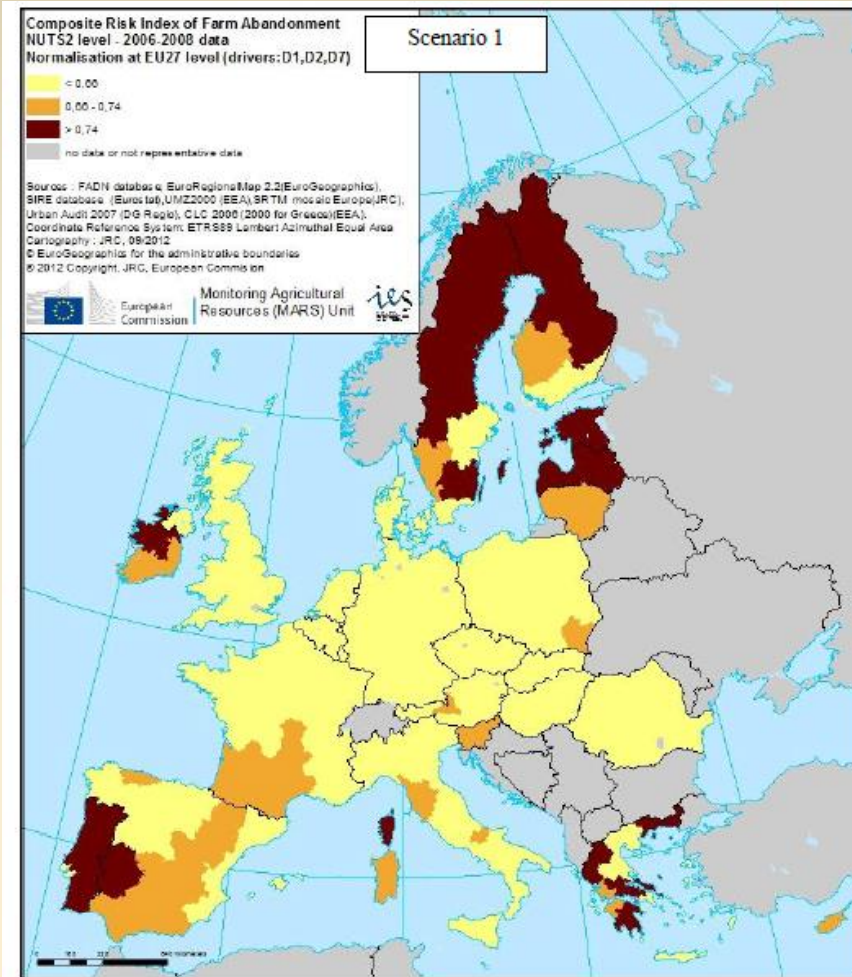 Composite Risk Index of Farm Abandonment
NUTS2 level - 2006-2008 data
Normalisation at EU27 level (drivers:D1,D2,D7)
Scenario 1
< 0.66
0,66 - 0,74
> 0,74
no data or not representative data
Sources : FADN database, EuroRegionalMap 2.2(EuroGeographics),
SIRE database (Eurostat),UMZ2000 (EEA),SRTM mosaic Europe(JRC),
Urban Audit 2007 (DG Regio), CLC 2006 (2000 for Greece)(EEA).
Coordinate Reference System: ETRS89 Lambert Azimuthal Equal Area
Cartography : JRC, 09/2012
© EuroGeographics for the administrative boundaries
© 2012 Copyright, JRC, European Commission
European
Commission
Monitoring Agricultural
Resources (MARS) Unit
ies